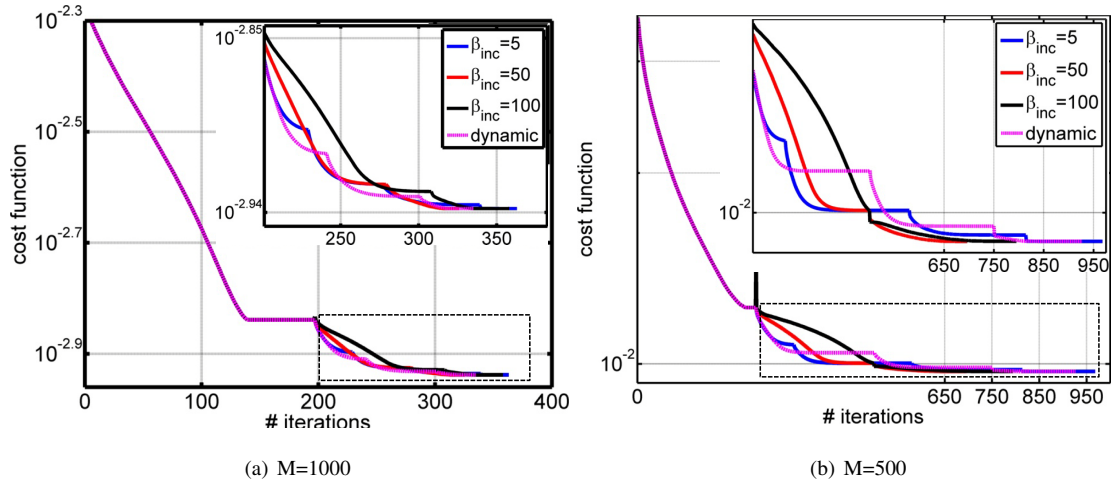 10^-2.3
10^-2.5
10^-2.7
10^-2.9
cost function
0 100 200 300 400
# iterations
10^-2.85
10^-2.94
250 300 350
β_inc=5
β_inc=50
β_inc=100
dynamic
(a) M=1000
10^-2
cost function
0 650 750 850 950
# iterations
10^-2
650 750 850 950
β_inc=5
β_inc=50
β_inc=100
dynamic
(b) M=500